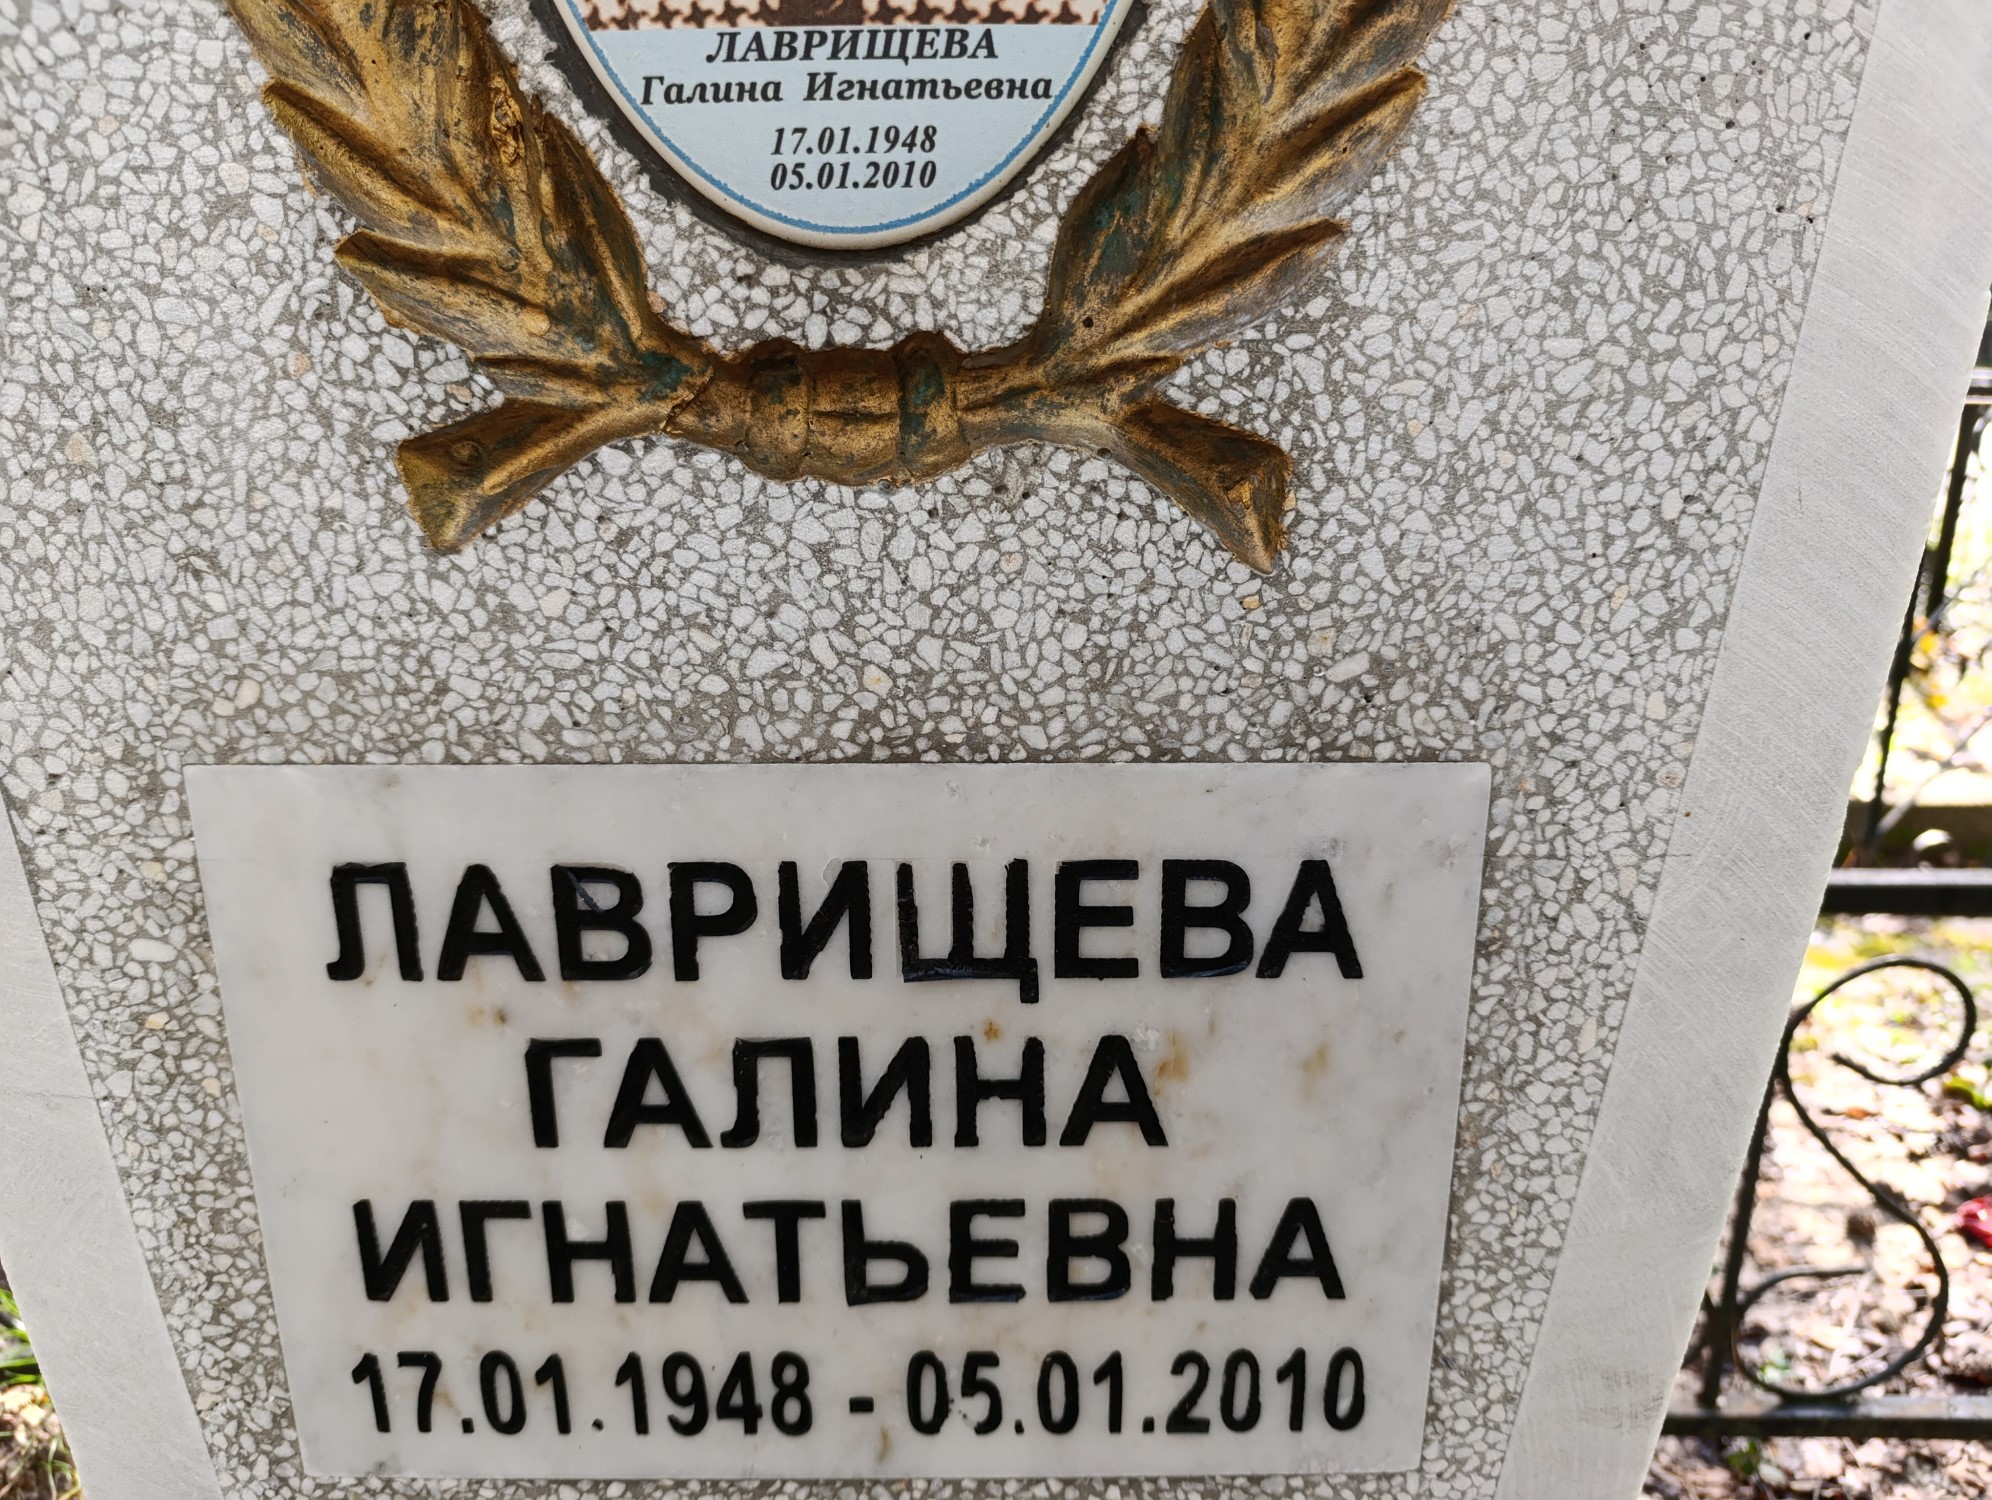 ЛАВРИЩЕВА
Галина Игнатьевна
17.01.1948
05.01.2010
ЛАВРИЩЕВА
ГАЛИНА
ИГНАТЬЕВНА
17.01.1948 - 05.01.2010